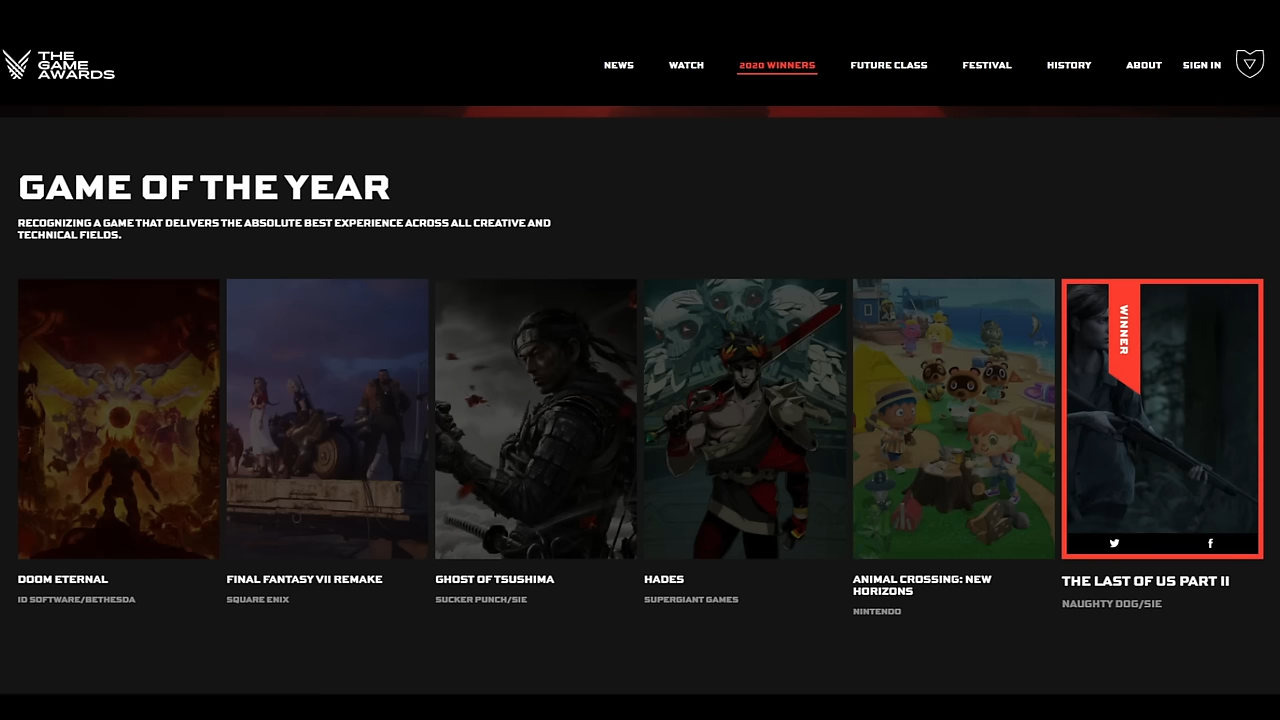 THE
GAME
AWARDS
NEWS
WATCH
2020 WINNERS
FUTURE CLASS
FESTIVAL
HISTORY
ABOUT
SIGN IN
GAME OF THE YEAR
RECOGNIZING A GAME THAT DELIVERS THE ABSOLUTE BEST EXPERIENCE ACROSS ALL CREATIVE AND
TECHNICAL FIELDS.
WINNER
DOOM ETERNAL
ID SOFTWARE/BETHESDA
FINAL FANTASY VII REMAKE
SQUARE ENIX
GHOST OF TSUSHIMA
SUCKER PUNCH/SIE
HADES
SUPERGIANT GAMES
ANIMAL CROSSING: NEW
HORIZONS
NINTENDO
THE LAST OF US PART II
NAUGHTY DOG/SIE